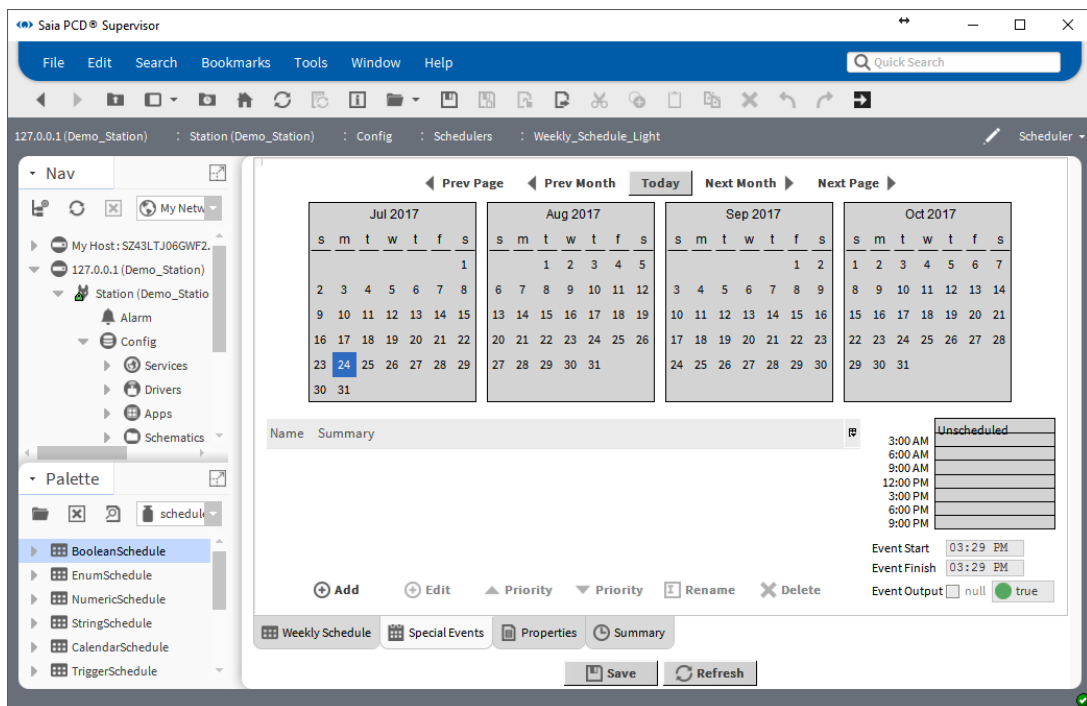 Saia PCD® Supervisor
File Edit Search Bookmarks Tools Window Help
Quick Search
127.0.0.1 (Demo_Station) : Station (Demo_Station) : Config : Schedulers : Weekly_Schedule_Light
Scheduler
Nav
My Netw
My Host : SZ43LTJ06GWF2.
127.0.0.1 (Demo_Station)
Station (Demo_Statio
Alarm
Config
Services
Drivers
Apps
Schematics
Palette
schedule
BooleanSchedule
EnumSchedule
NumericSchedule
StringSchedule
CalendarSchedule
TriggerSchedule
Prev Page Prev Month Today Next Month Next Page
Jul 2017
s m t w t f s
1
2 3 4 5 6 7 8
9 10 11 12 13 14 15
16 17 18 19 20 21 22
23 24 25 26 27 28 29
30 31
Aug 2017
s m t w t f s
1 2 3 4 5
6 7 8 9 10 11 12
13 14 15 16 17 18 19
20 21 22 23 24 25 26
27 28 29 30 31
Sep 2017
s m t w t f s
1 2
3 4 5 6 7 8 9
10 11 12 13 14 15 16
17 18 19 20 21 22 23
24 25 26 27 28 29 30
Oct 2017
s m t w t f s
1 2 3 4 5 6 7
8 9 10 11 12 13 14
15 16 17 18 19 20 21
22 23 24 25 26 27 28
29 30 31
Name Summary
Unscheduled
3:00 AM
6:00 AM
9:00 AM
12:00 PM
3:00 PM
6:00 PM
9:00 PM
Event Start 03:29 PM
Event Finish 03:29 PM
Event Output null true
Add Edit Priority Priority Rename Delete
Weekly Schedule Special Events Properties Summary
Save Refresh